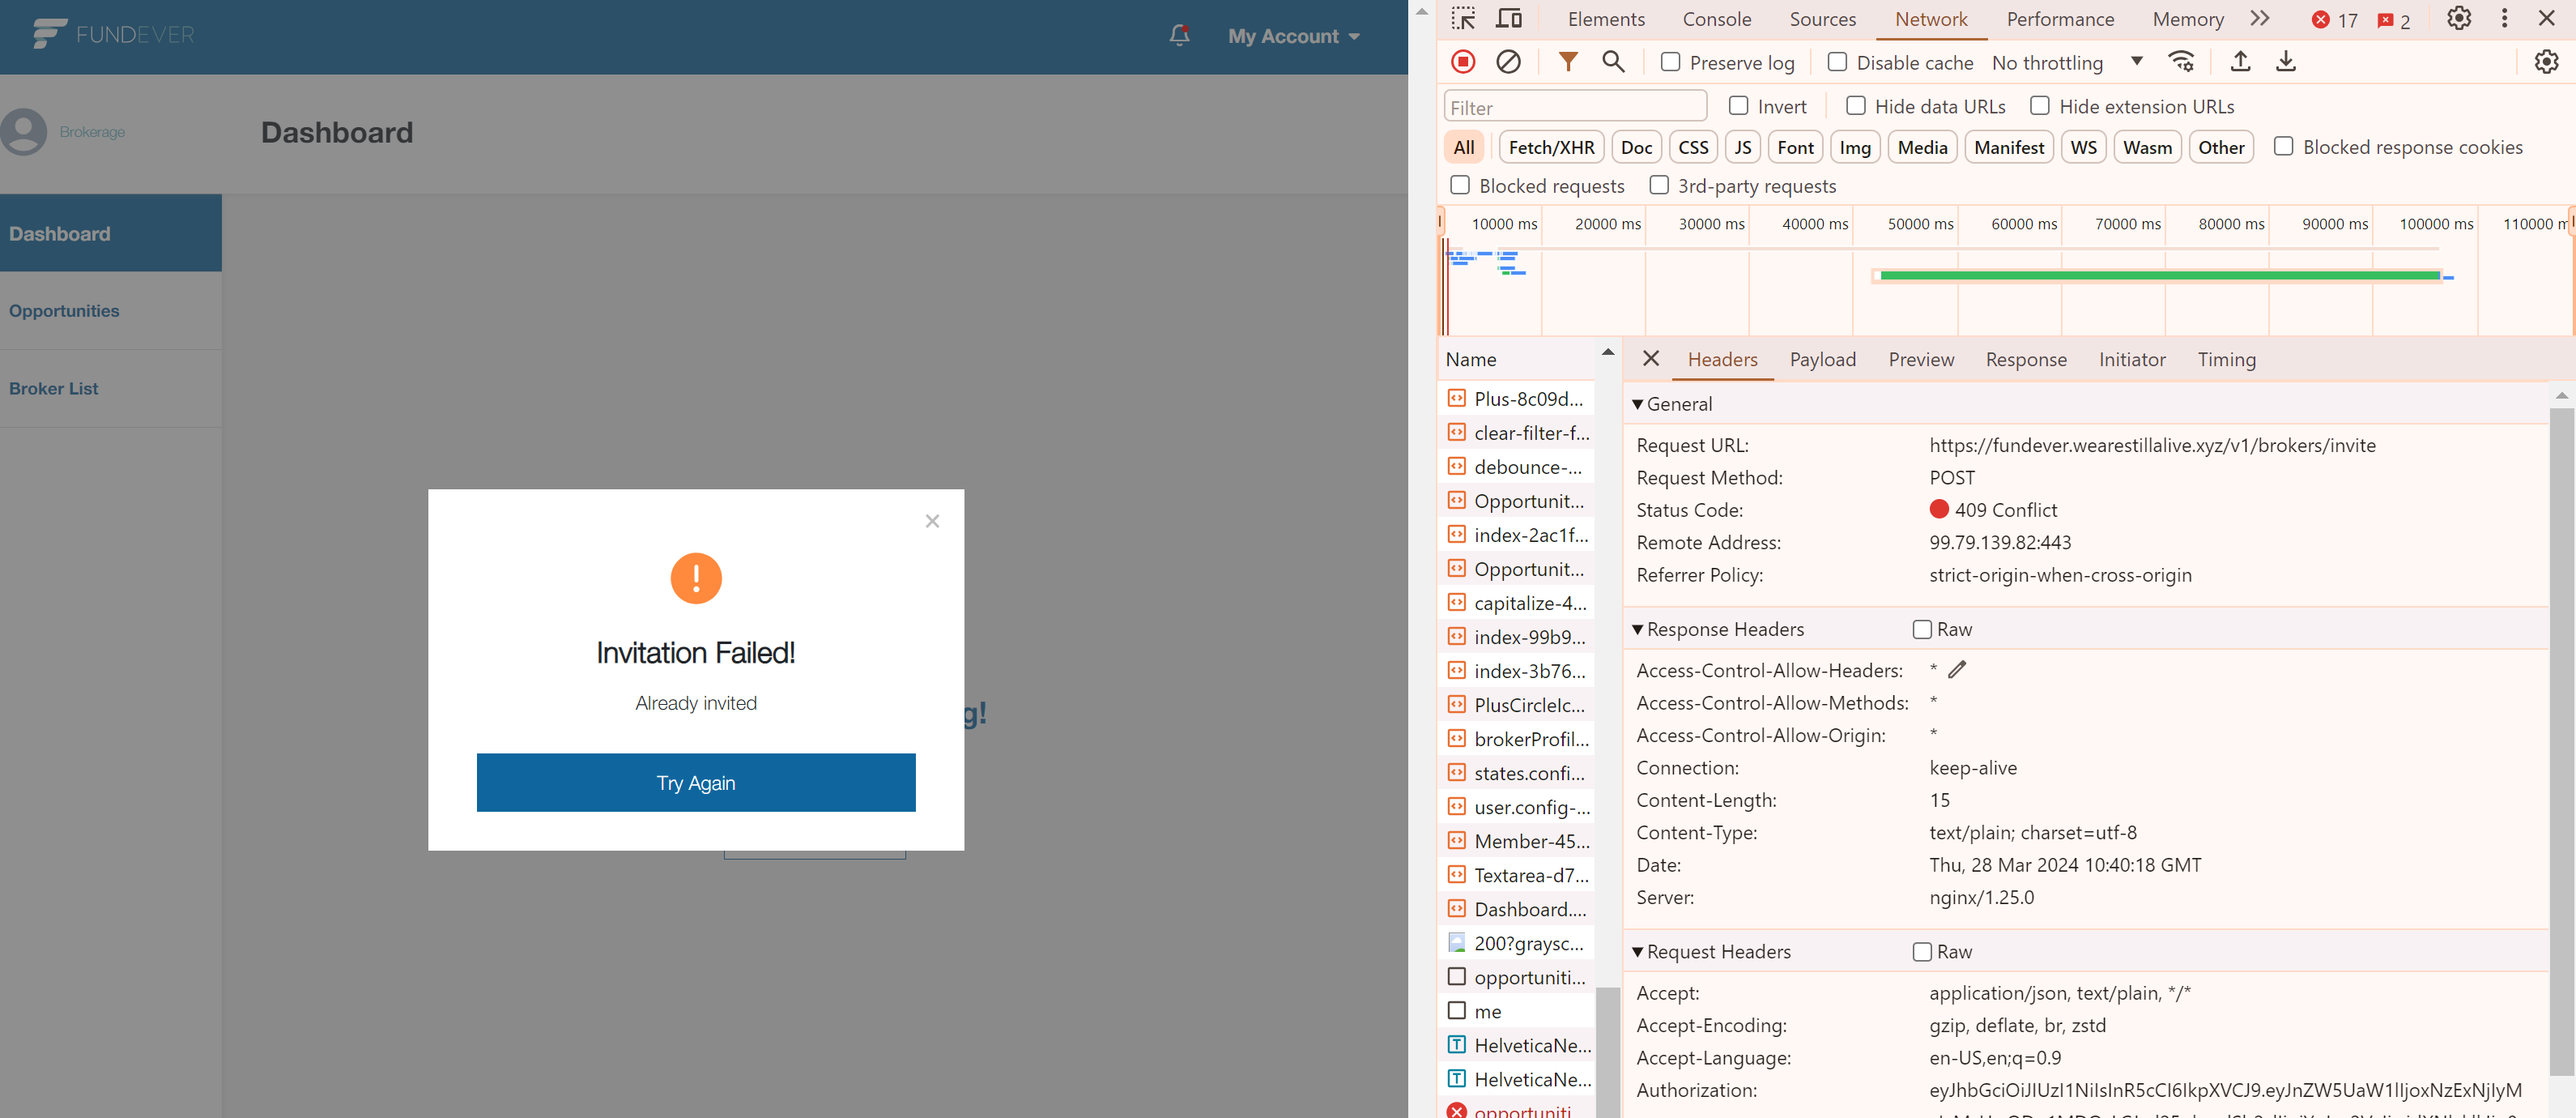 FUNDEVER
My Account
Brokerage
Dashboard
Dashboard
Opportunities
Broker List
g!
×
!
Invitation Failed!
Already invited
Try Again
Elements Console Sources Network Performance Memory 17 2
Preserve log Disable cache No throttling
Filter Invert Hide data URLs Hide extension URLs
All Fetch/XHR Doc CSS JS Font Img Media Manifest WS Wasm Other Blocked response cookies
Blocked requests 3rd-party requests
10000 ms 20000 ms 30000 ms 40000 ms 50000 ms 60000 ms 70000 ms 80000 ms 90000 ms 100000 ms 110000 m
Name
Plus-8c09d...
clear-filter-f...
debounce-...
Opportunit...
index-2ac1f...
Opportunit...
capitalize-4...
index-99b9...
index-3b76...
PlusCircleIc...
brokerProfil...
states.confi...
user.config-...
Member-45...
Textarea-d7...
Dashboard....
200?graysc...
opportuniti...
me
HelveticaNe...
HelveticaNe...
opportuniti
Headers Payload Preview Response Initiator Timing
General
Request URL: https://fundever.wearestillalive.xyz/v1/brokers/invite
Request Method: POST
Status Code: 409 Conflict
Remote Address: 99.79.139.82:443
Referrer Policy: strict-origin-when-cross-origin
Response Headers Raw
Access-Control-Allow-Headers: *
Access-Control-Allow-Methods: *
Access-Control-Allow-Origin: *
Connection: keep-alive
Content-Length: 15
Content-Type: text/plain; charset=utf-8
Date: Thu, 28 Mar 2024 10:40:18 GMT
Server: nginx/1.25.0
Request Headers Raw
Accept: application/json, text/plain, */*
Accept-Encoding: gzip, deflate, br, zstd
Accept-Language: en-US,en;q=0.9
Authorization: eyJhbGciOiJIUzI1NiIsInR5cCI6IkpXVCJ9.eyJnZW5UaW1lIjoxNzExNjIyM